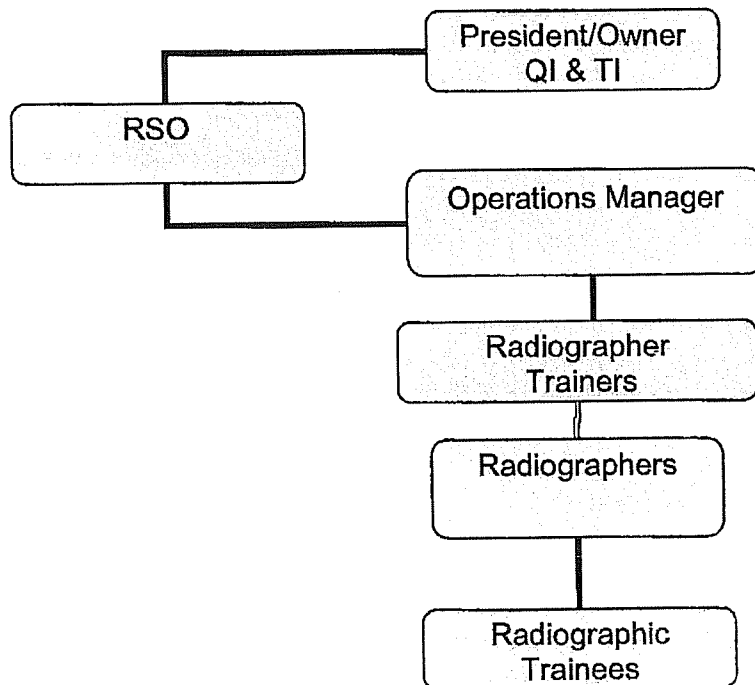 President/Owner
QI & TI
RSO
Operations Manager
Radiographer
Trainers
Radiographers
Radiographic
Trainees